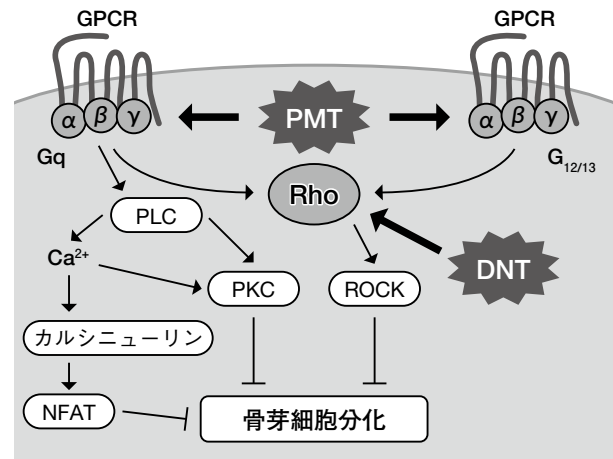 GPCR
GPCR
α β γ
PMT
α β γ
Gq
G12/13
Rho
PLC
Ca2+
DNT
PKC
ROCK
カルシニューリン
NFAT
骨芽細胞分化